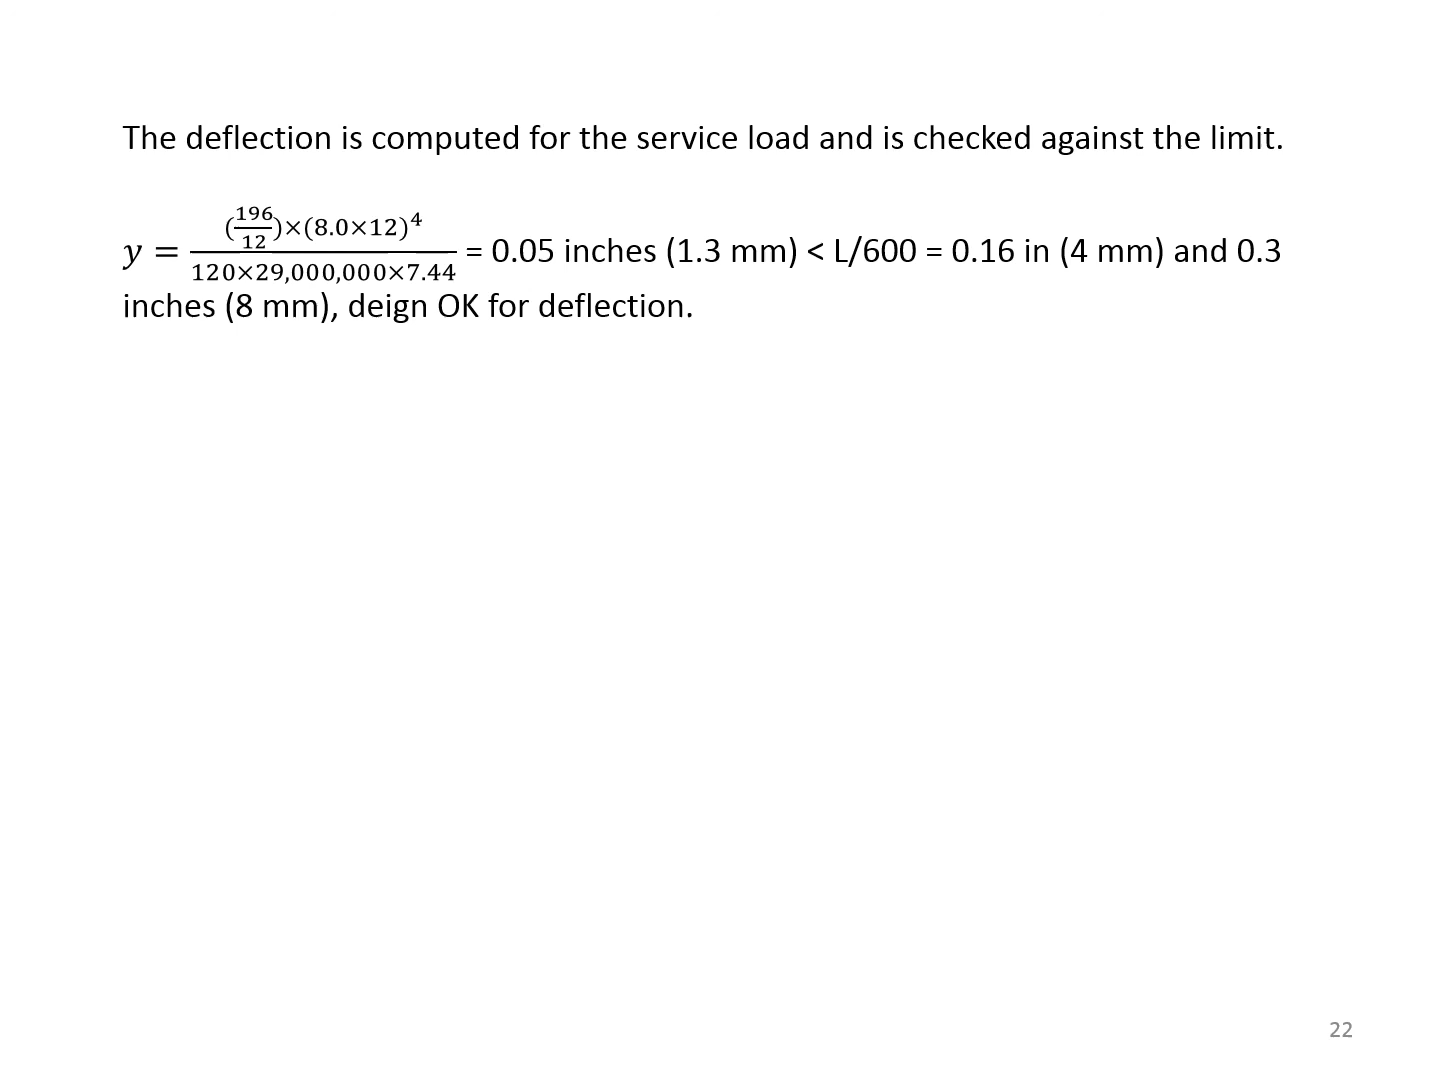 The deflection is computed for the service load and is checked against the limit.
𝑦 = ((196/12)×(8.0×12)⁴)/(120×29,000,000×7.44) = 0.05 inches (1.3 mm) < L/600 = 0.16 in (4 mm) and 0.3
inches (8 mm), deign OK for deflection.
22